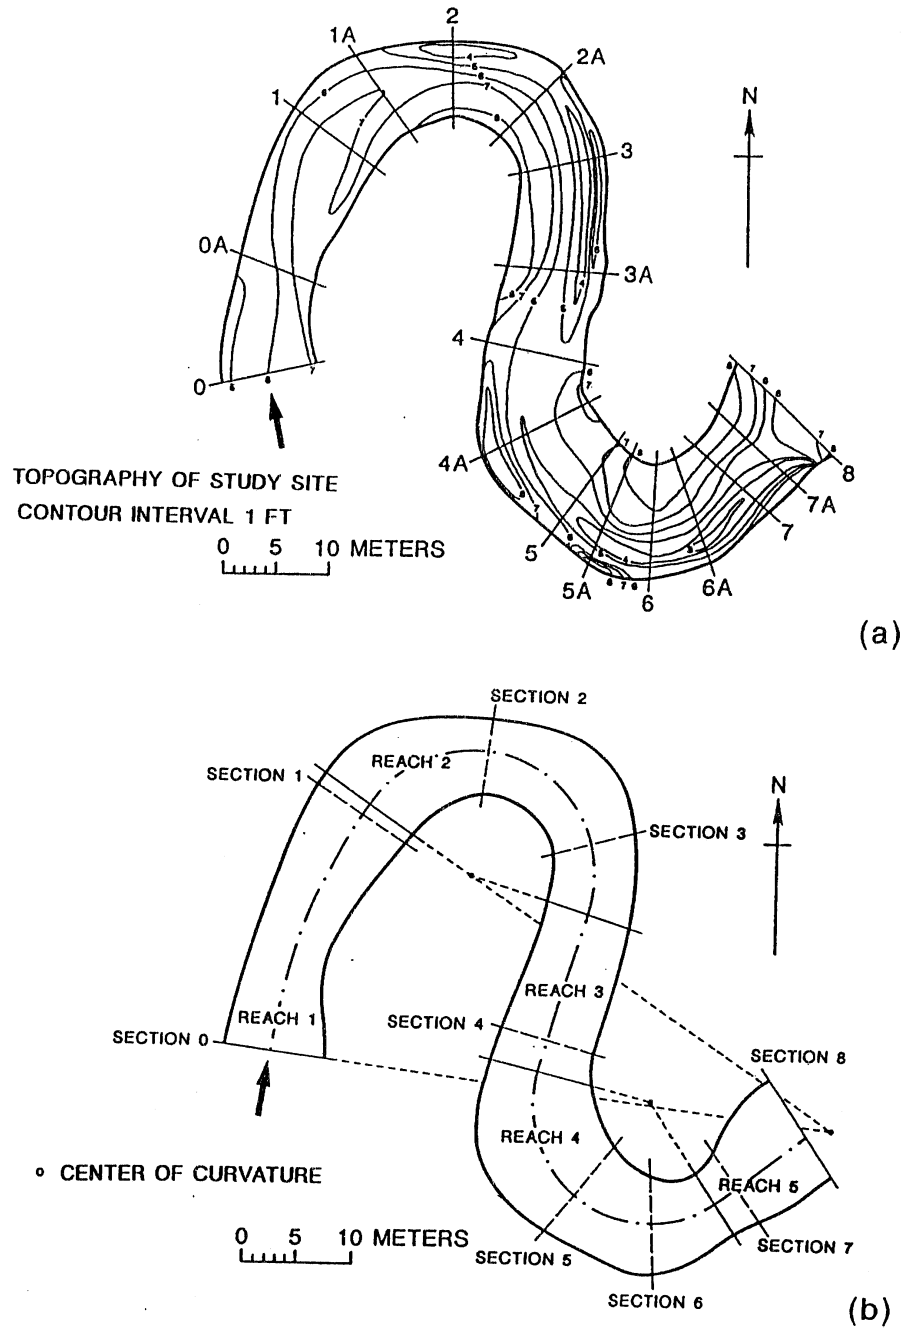 2
1A
2A
1
N
3
0A
3A
4
0
4A
8
7A
7
5
5A
6
6A
TOPOGRAPHY OF STUDY SITE
CONTOUR INTERVAL 1 FT
0 5 10 METERS
(a)
SECTION 2
REACH 2
SECTION 1
N
SECTION 3
REACH 3
REACH 1
SECTION 4
SECTION 0
SECTION 8
REACH 4
CENTER OF CURVATURE
REACH 5
0 5 10 METERS
SECTION 5
SECTION 7
SECTION 6
(b)